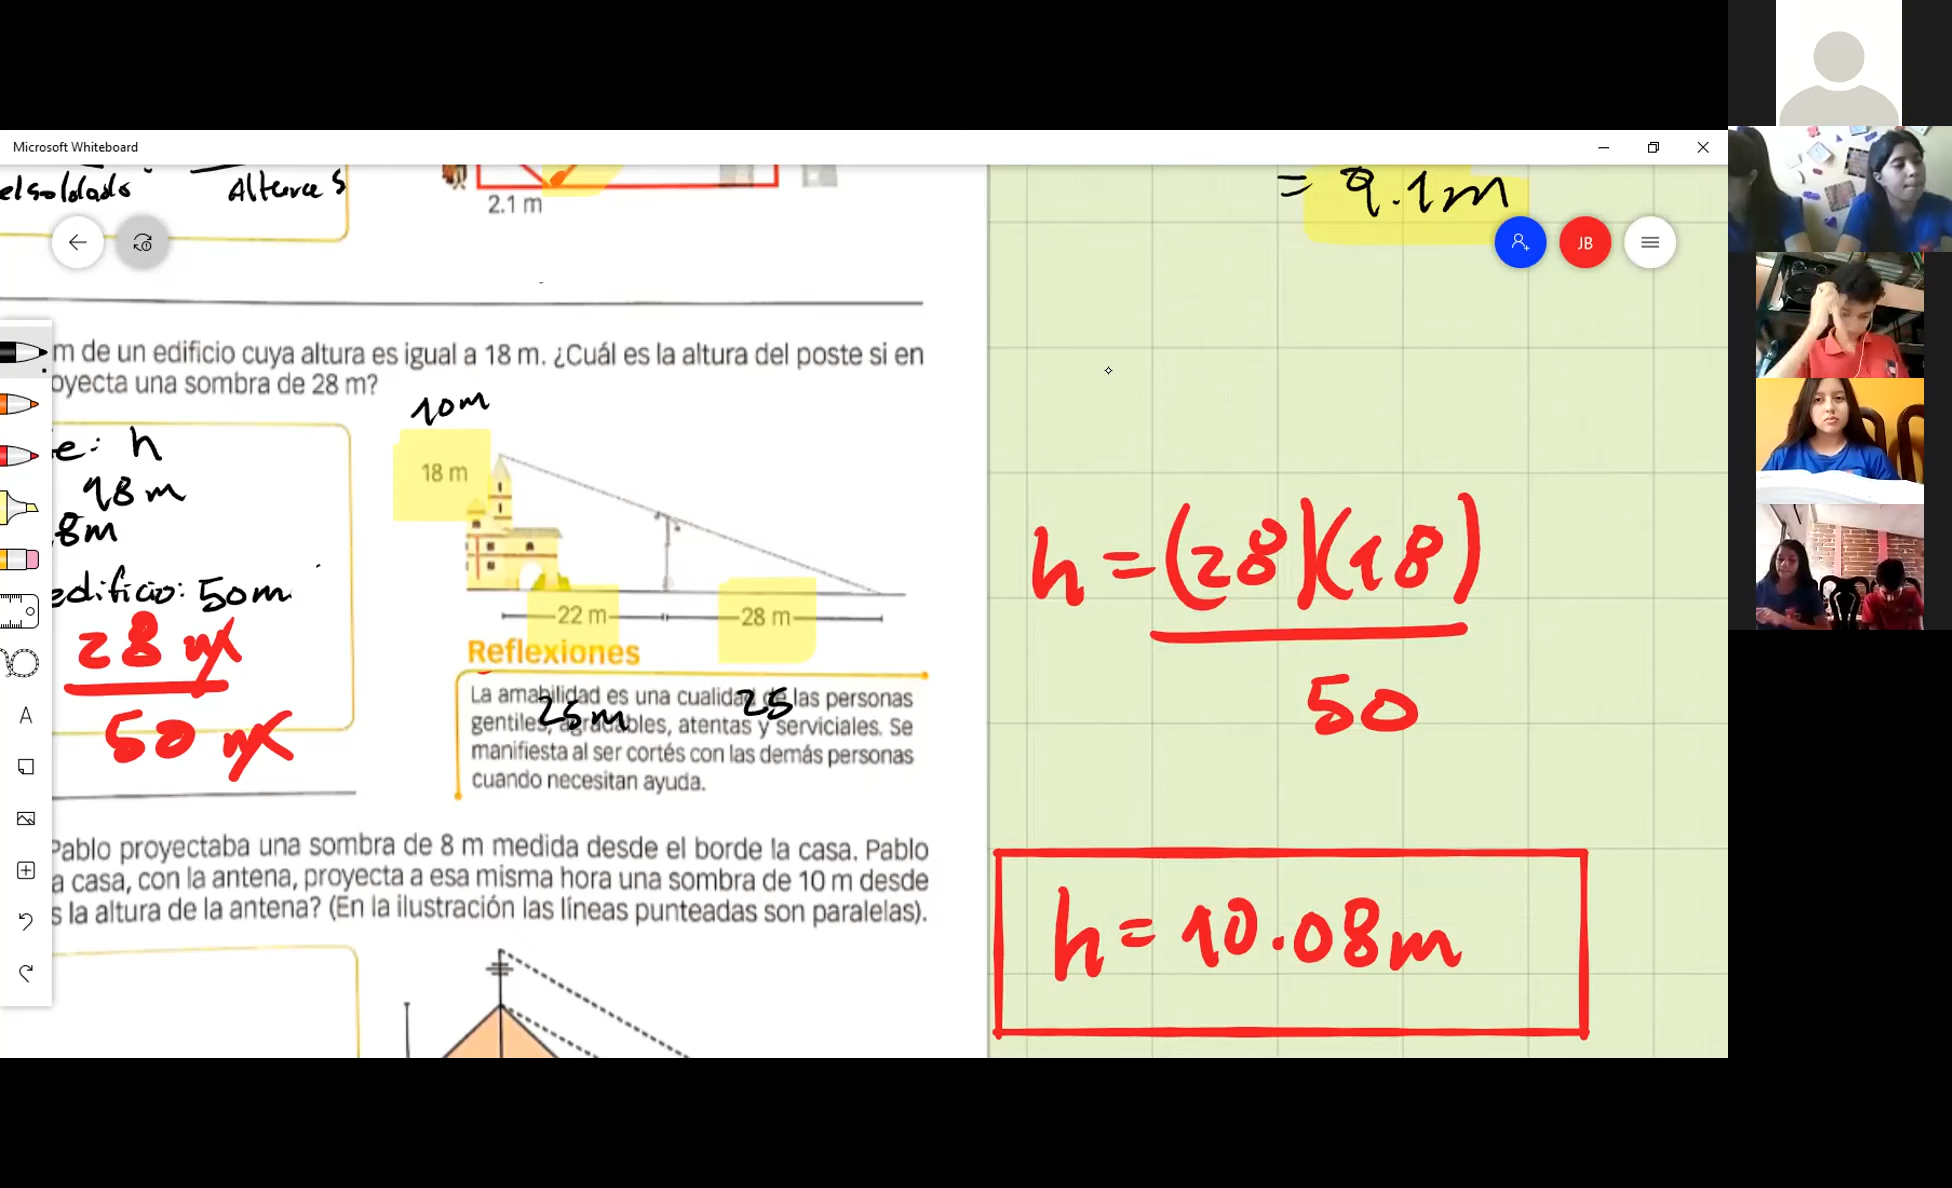 Microsoft Whiteboard
el soldado
Altura S
2.1 m
= 9.1m
JB
m de un edificio cuya altura es igual a 18 m. ¿Cuál es la altura del poste si en
oyecta una sombra de 28 m?
10m
e: h
18 m
18 m
8m
edificio: 50m
22 m
28 m
28 m
50 m
Reflexiones
La amabilidad es una cualidad de las personas
gentiles, agradables, atentas y serviciales. Se
manifiesta al ser cortés con las demás personas
cuando necesitan ayuda.
25m
25
h = (28)(18)
50
h = 10.08m
Pablo proyectaba una sombra de 8 m medida desde el borde la casa. Pablo
a casa, con la antena, proyecta a esa misma hora una sombra de 10 m desde
s la altura de la antena? (En la ilustración las líneas punteadas son paralelas).
A